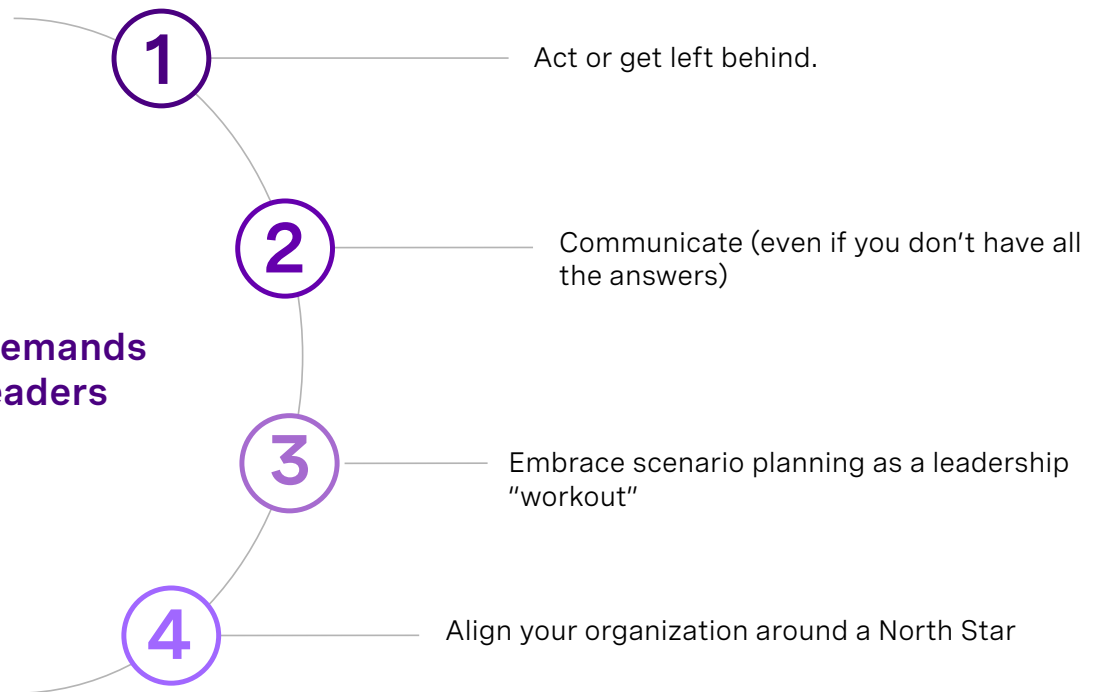 1
Act or get left behind.
2
Communicate (even if you don’t have all
the answers)
emands
eaders
3
Embrace scenario planning as a leadership
“workout”
4
Align your organization around a North Star